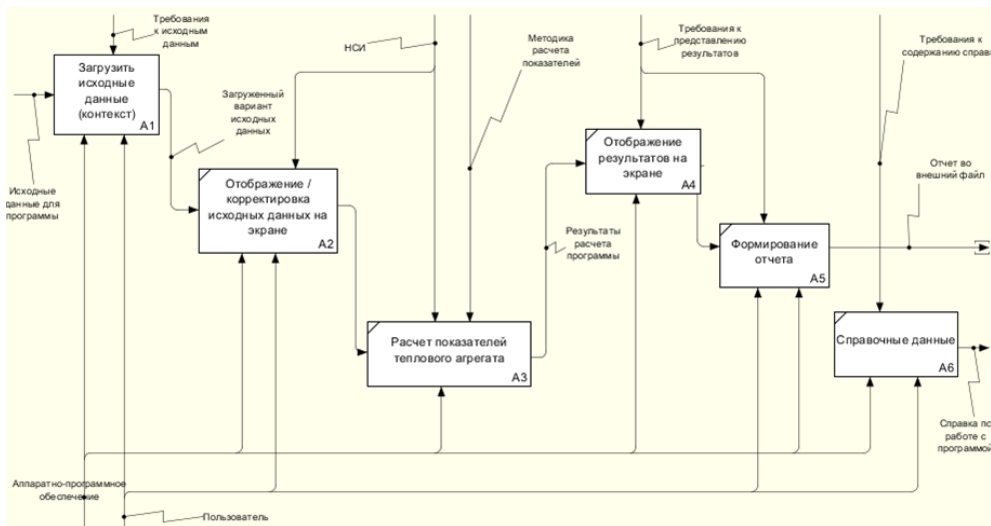 Требования
к исходным
данным
Загрузить
исходные
данные
(контекст)
A1
Исходные
данные для
программы
Загруженный
вариант
исходных
данных
НСИ
Методика
расчета
показателей
Требования к
представлению
результатов
Требования к
содержанию справ
Отображение /
корректировка
исходных данных на
экране
A2
Отображение
результатов на
экране
A4
Результаты
расчета
программы
Отчет во
внешний файл
Формирование
отчета
A5
Расчет показателей
теплового агрегата
A3
Справочные данные
A6
Справка по
работе с
программой
Аппаратно-программное
обеспечение
Пользователь